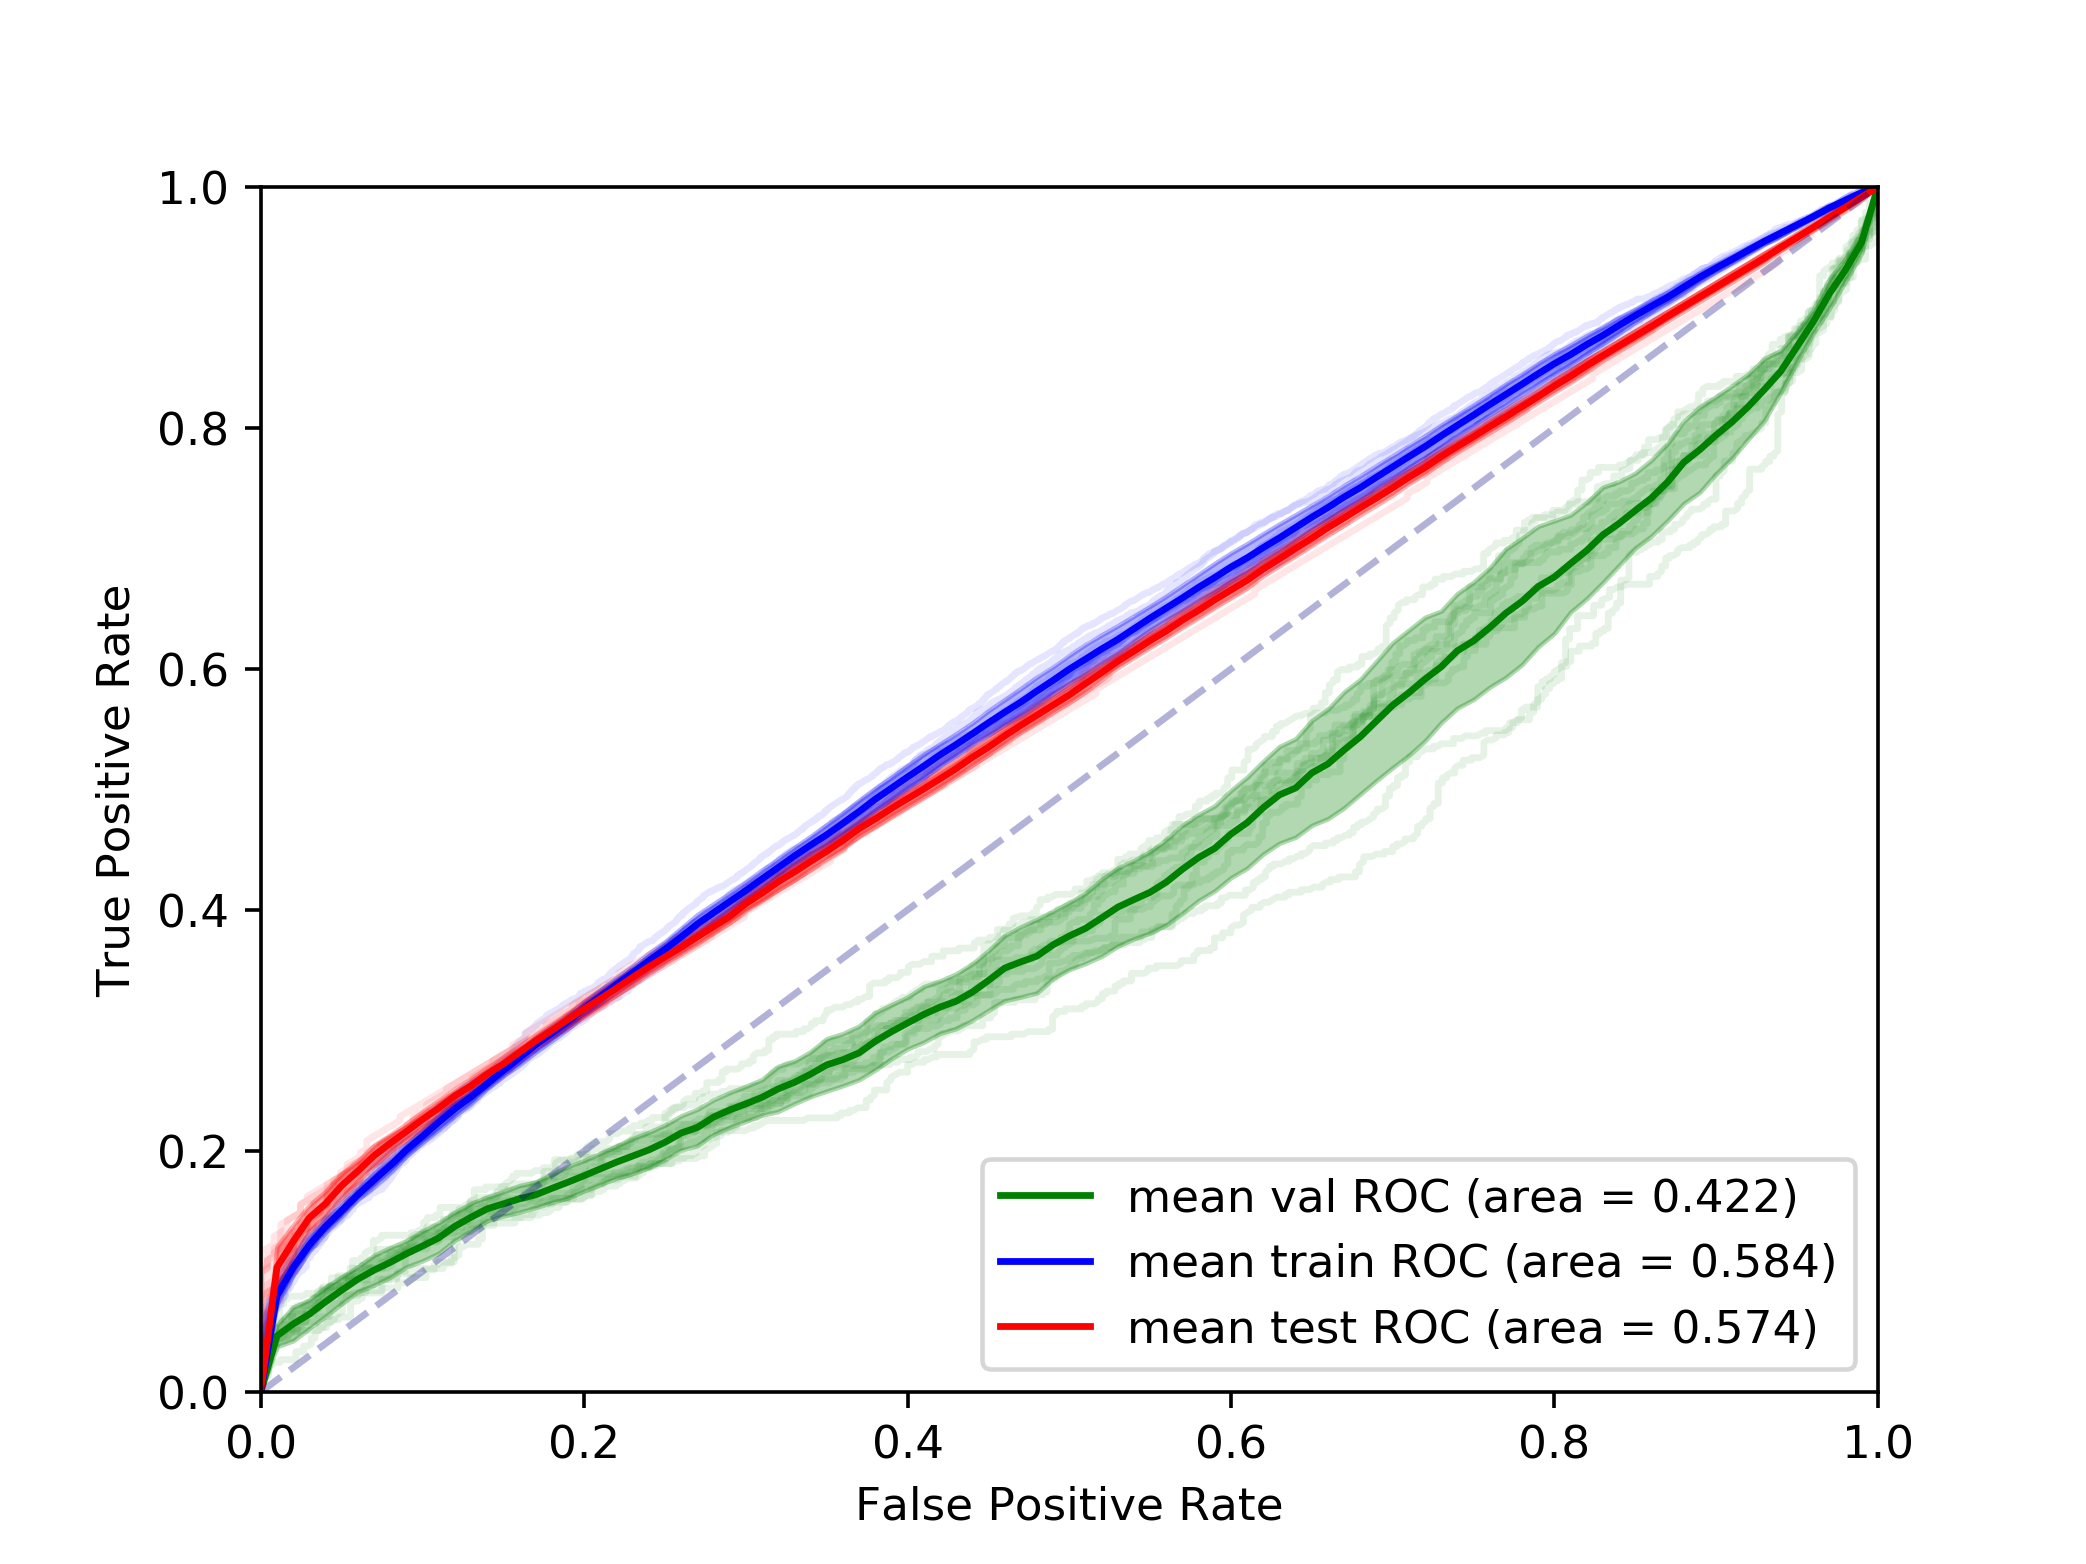 1.0
0.8
0.6
0.4
0.2
0.0
True Positive Rate
mean val ROC (area = 0.422)
mean train ROC (area = 0.584)
mean test ROC (area = 0.574)
0.0 0.2 0.4 0.6 0.8 1.0
False Positive Rate